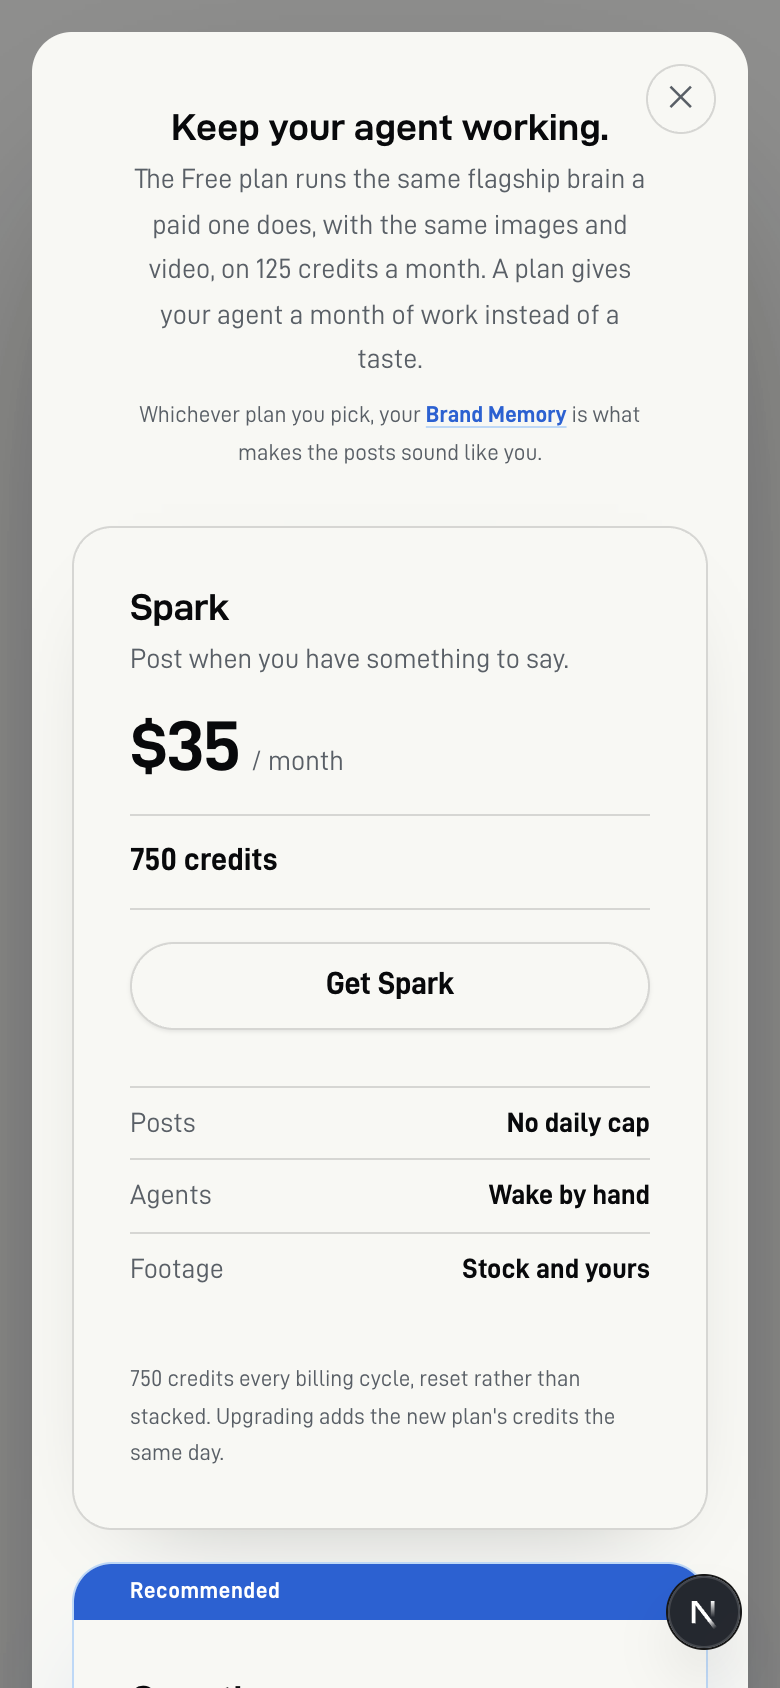 Keep your agent working.
The Free plan runs the same flagship brain a
paid one does, with the same images and
video, on 125 credits a month. A plan gives
your agent a month of work instead of a
taste.
Whichever plan you pick, your Brand Memory is what
makes the posts sound like you.
Spark
Post when you have something to say.
$35 / month
750 credits
Get Spark
Posts No daily cap
Agents Wake by hand
Footage Stock and yours
750 credits every billing cycle, reset rather than
stacked. Upgrading adds the new plan's credits the
same day.
Recommended
N